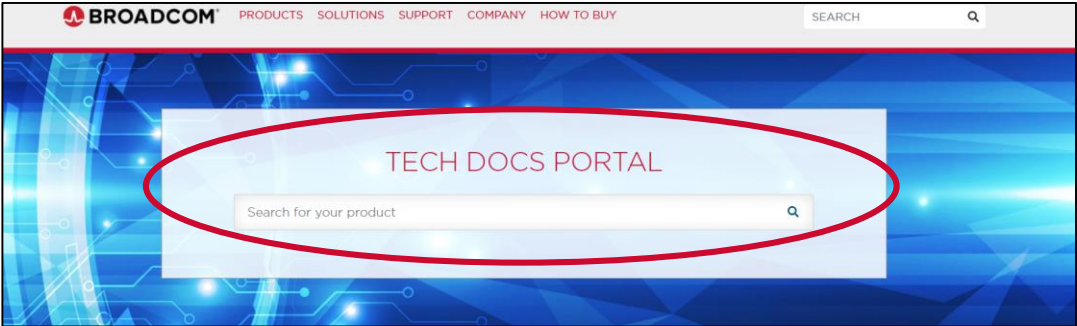 BROADCOM® PRODUCTS SOLUTIONS SUPPORT COMPANY HOW TO BUY SEARCH
TECH DOCS PORTAL
Search for your product